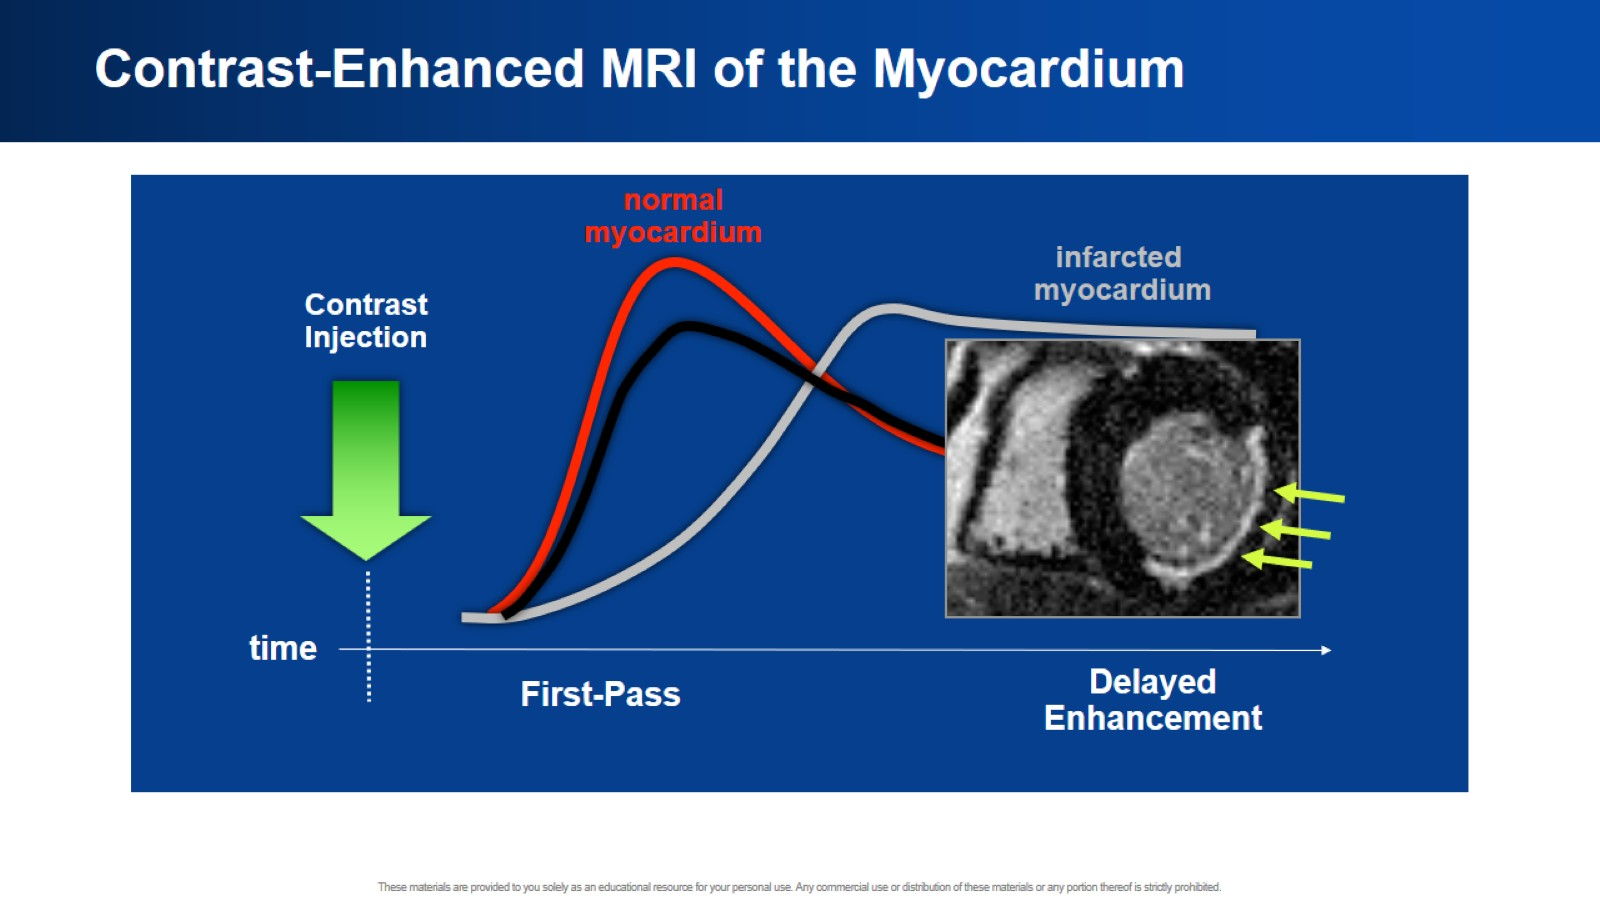 Contrast-Enhanced MRI of the Myocardium
normal
myocardium
infarcted
myocardium
Contrast
Injection
time
First-Pass
Delayed
Enhancement
These materials are provided to you solely as an educational resource for your personal use. Any commercial use or distribution of these materials or any portion thereof is strictly prohibited.